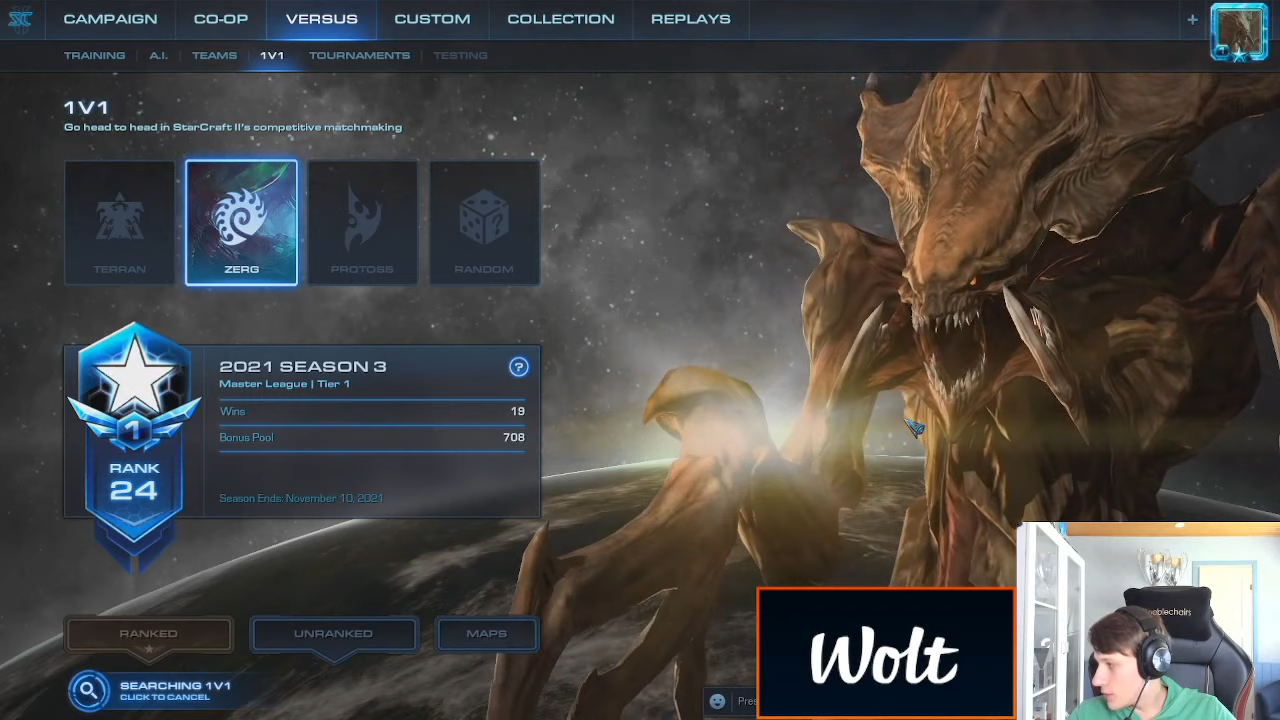 CAMPAIGN
CO-OP
VERSUS
CUSTOM
COLLECTION
REPLAYS
TRAINING
A.I.
TEAMS
1V1
TOURNAMENTS
TESTING
1V1
Go head to head in StarCraft II's competitive matchmaking
TERRAN
ZERG
PROTOSS
RANDOM
1
RANK
24
2021 SEASON 3
?
Master League | Tier 1
Wins 19
Bonus Pool 708
Season Ends: November 10, 2021
RANKED
UNRANKED
MAPS
SEARCHING 1V1
CLICK TO CANCEL
Wolt